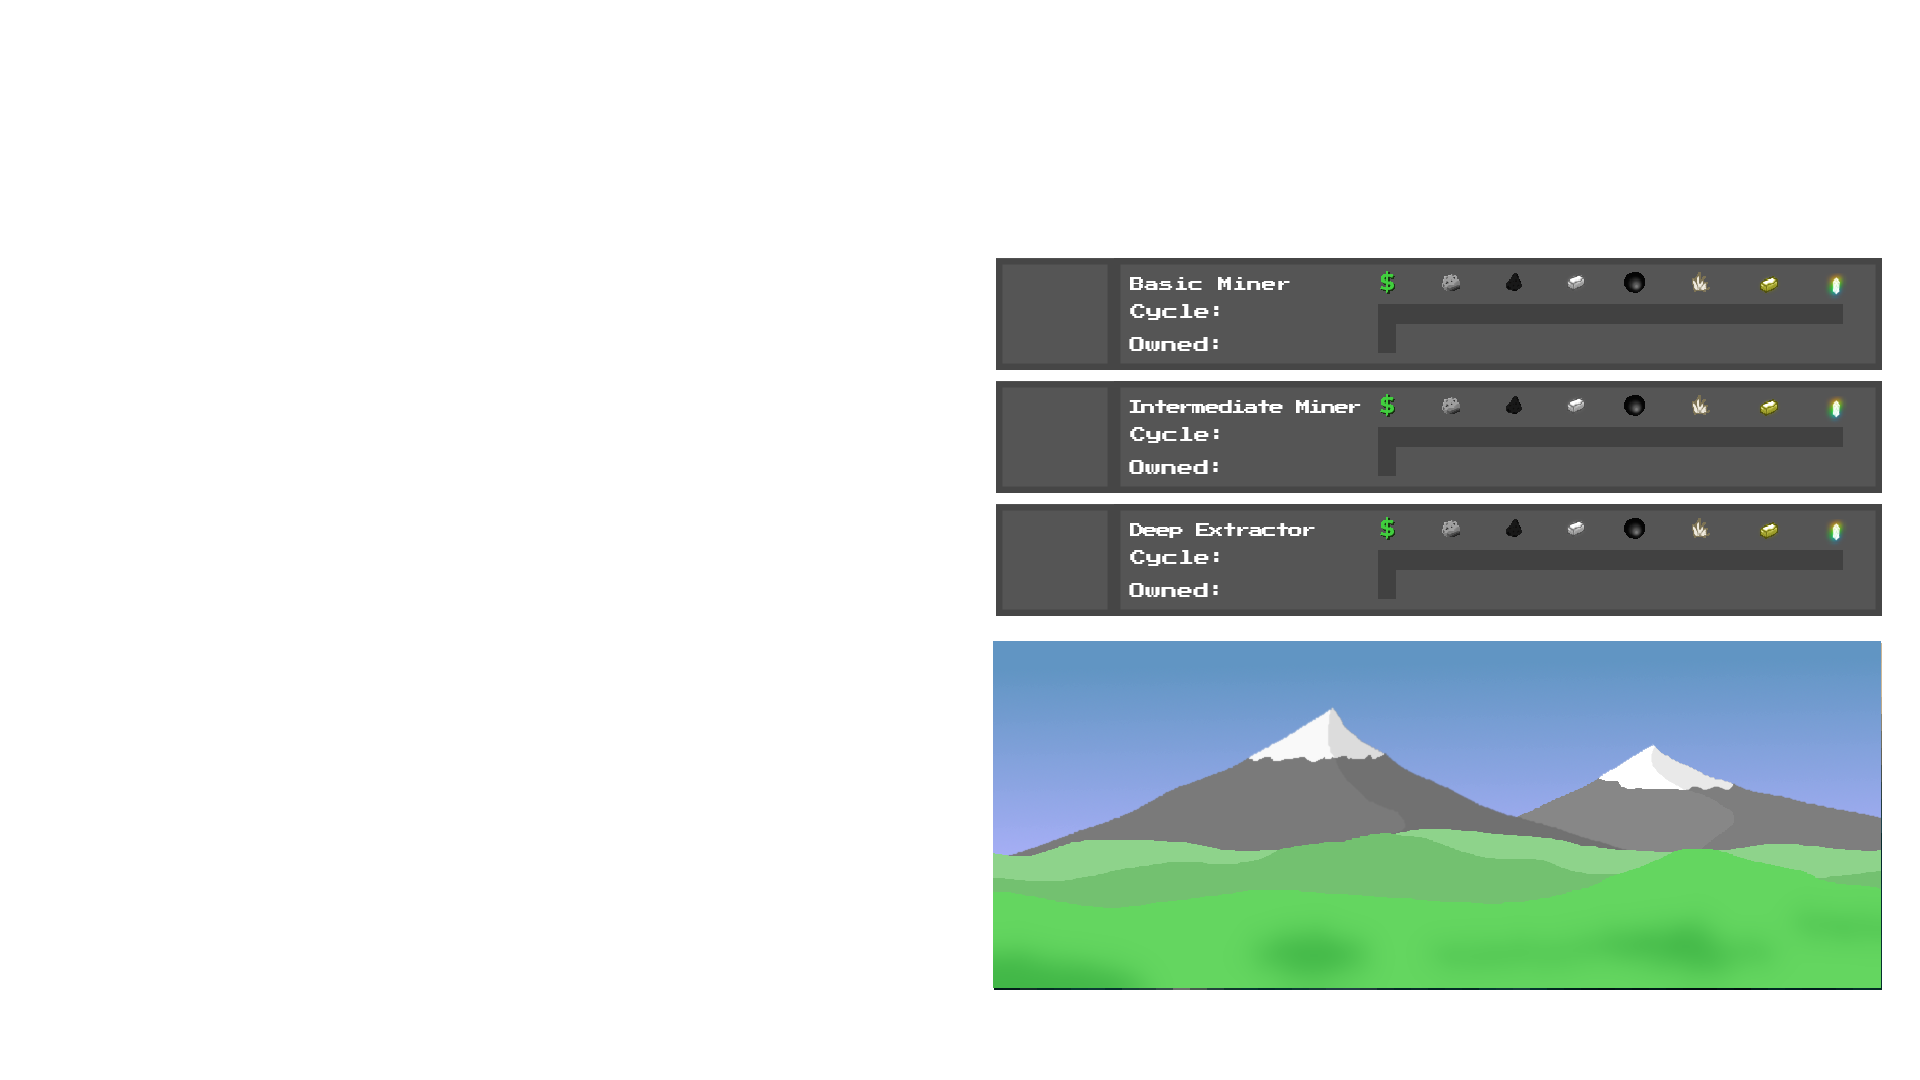 Basic Miner $
Cycle:
Owned:
Intermediate Miner $
Cycle:
Owned:
Deep Extractor $
Cycle:
Owned: